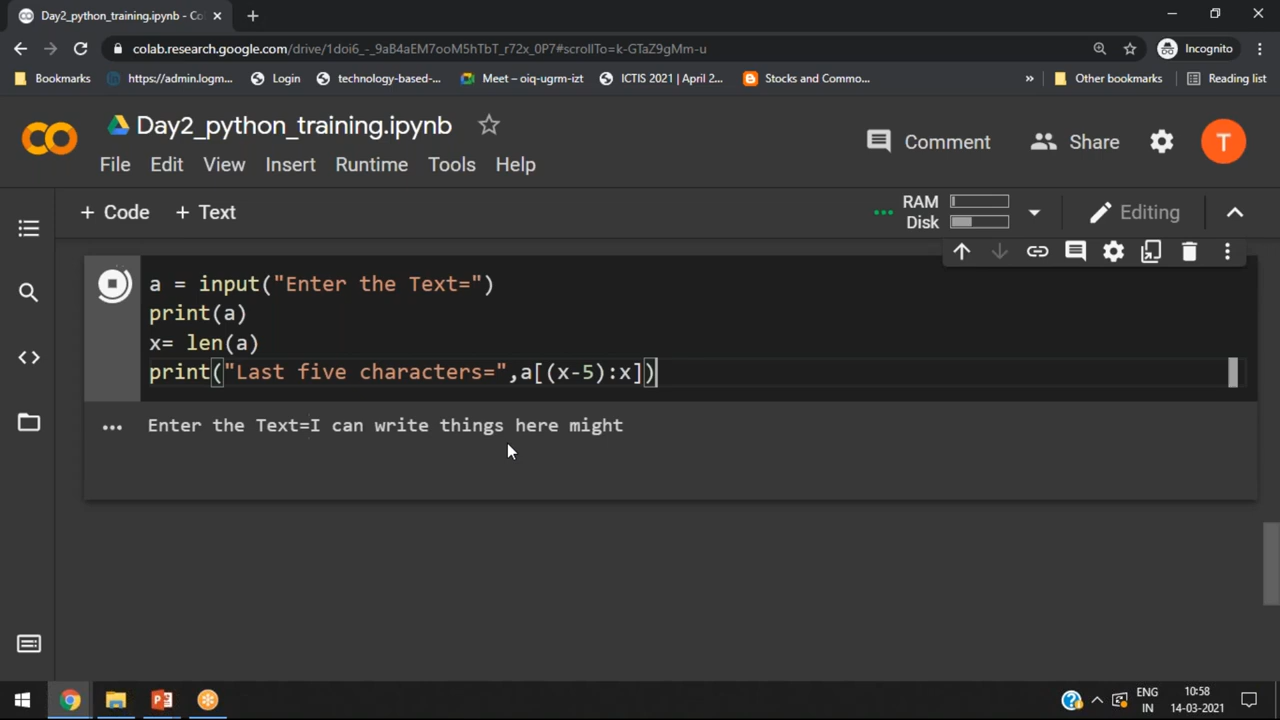 Day2_python_training.ipynb - Co
colab.research.google.com/drive/1doi6_-_9aB4aEM7ooM5hTbT_r72x_0P7#scrollTo=k-GTaZ9gMm-u
Incognito
Bookmarks
https://admin.logm...
Login
technology-based-...
Meet – oiq-ugrm-izt
ICTIS 2021 | April 2...
Stocks and Commo...
»
Other bookmarks
Reading list
Day2_python_training.ipynb
Comment
Share
T
File Edit View Insert Runtime Tools Help
+ Code + Text
RAM
Disk
Editing
a = input("Enter the Text=")
print(a)
x= len(a)
print("Last five characters=",a[(x-5):x])
... Enter the Text=I can write things here might
ENG
IN
10:58
14-03-2021